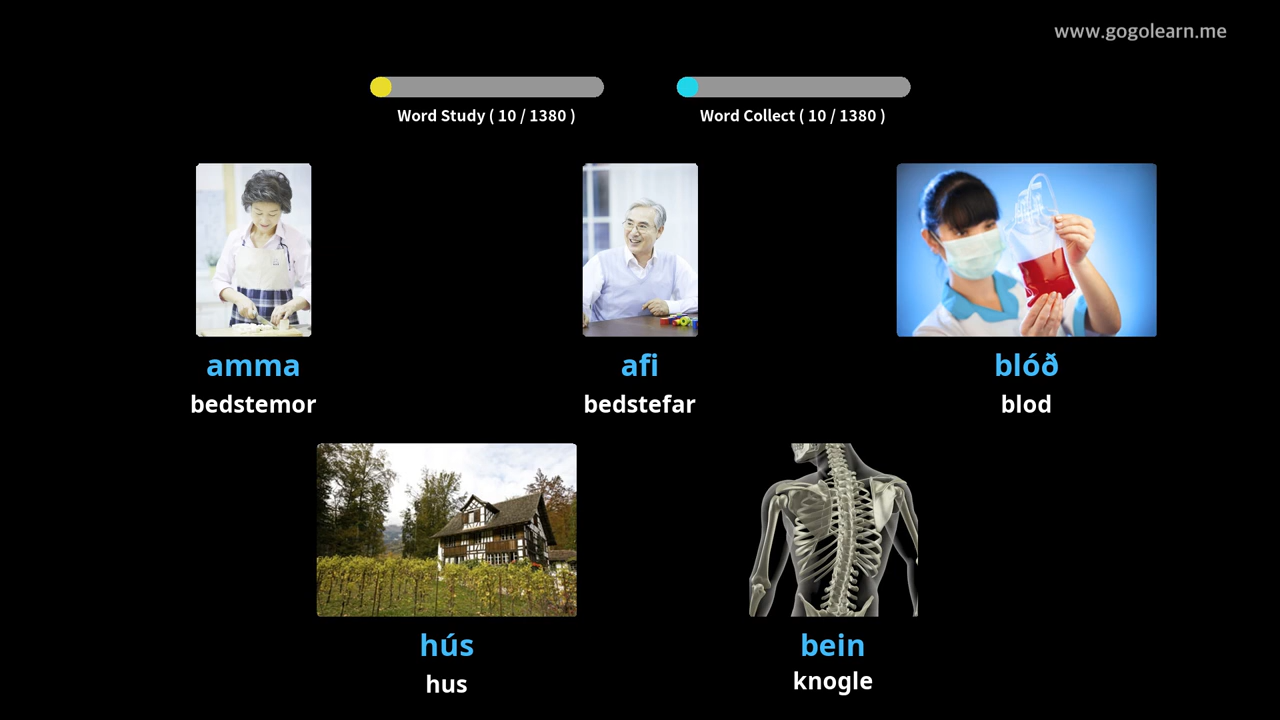 www.gogolearn.me
Word Study ( 10 / 1380 )
Word Collect ( 10 / 1380 )
amma
bedstemor
afi
bedstefar
blóð
blod
hús
hus
bein
knogle